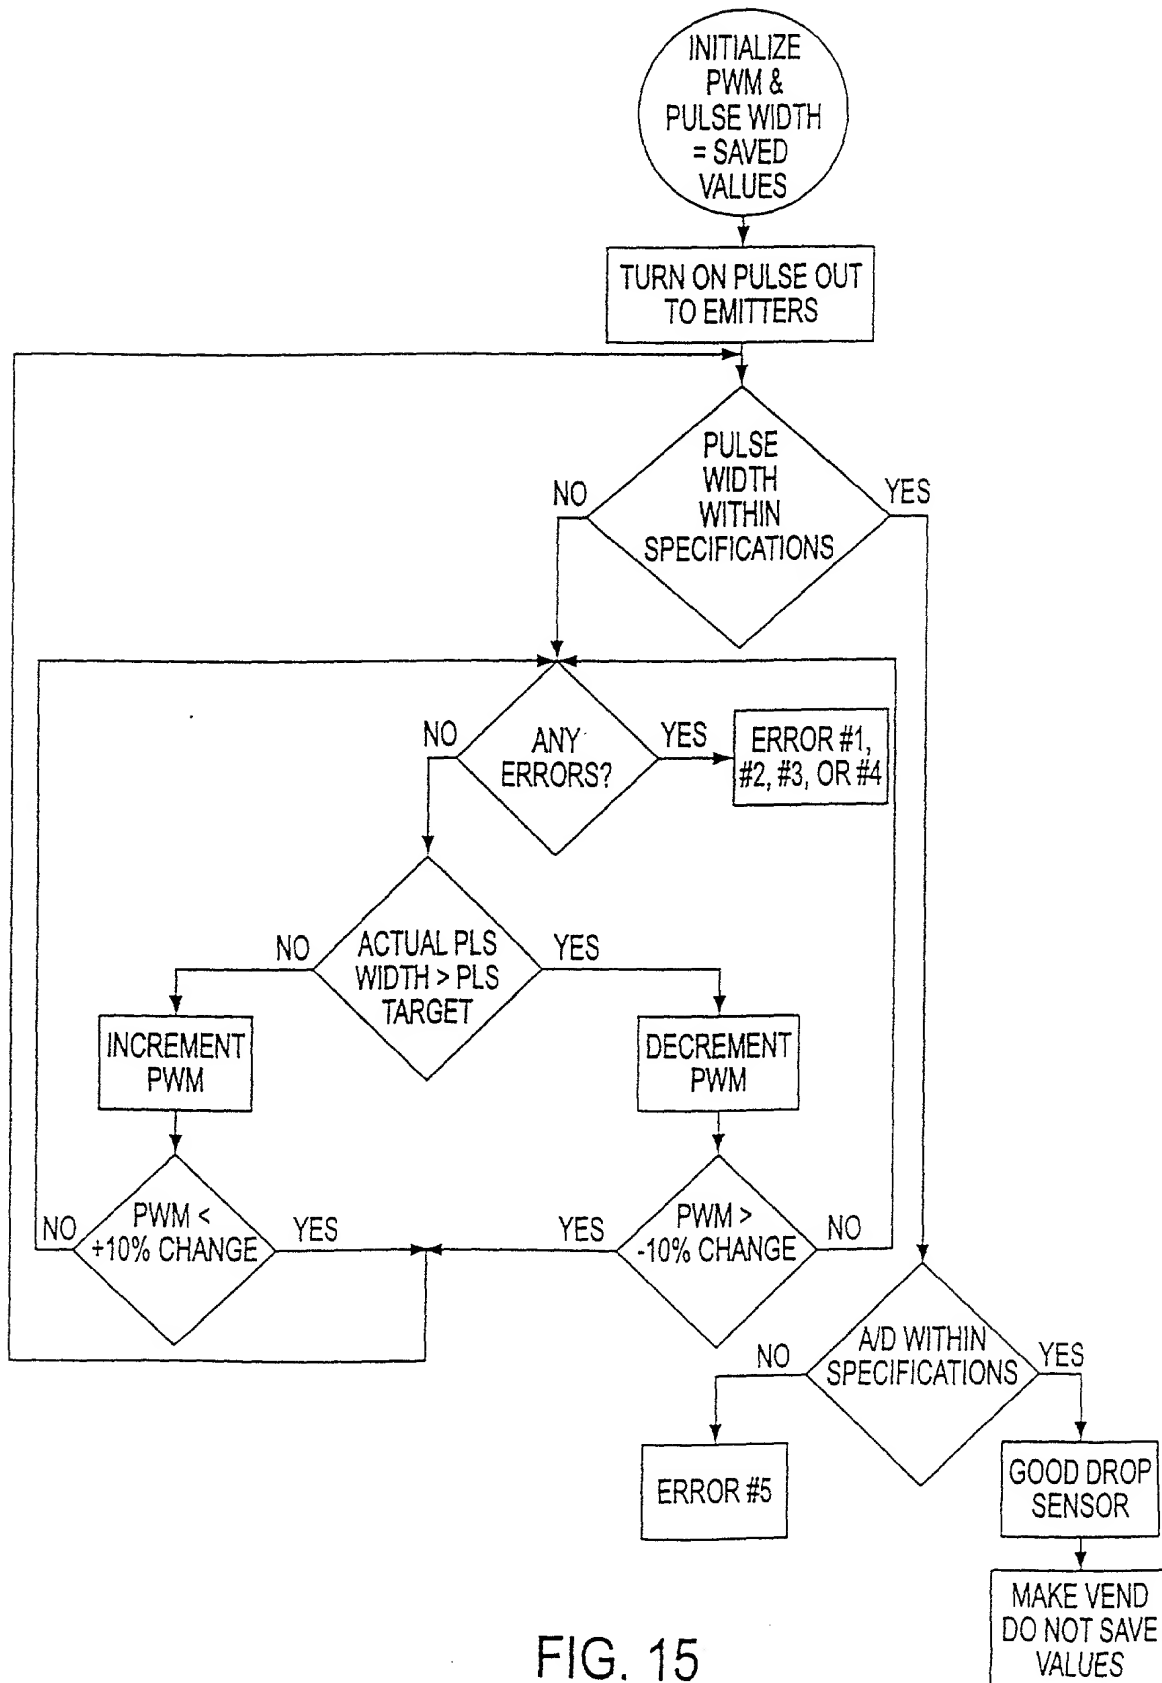 INITIALIZE
PWM &
PULSE WIDTH
= SAVED
VALUES
TURN ON PULSE OUT
TO EMITTERS
PULSE
WIDTH
WITHIN
SPECIFICATIONS
NO
YES
ANY
ERRORS?
NO
YES
ERROR #1,
#2, #3, OR #4
ACTUAL PLS
WIDTH > PLS
TARGET
NO
YES
INCREMENT
PWM
DECREMENT
PWM
PWM <
+10% CHANGE
NO
YES
PWM >
-10% CHANGE
YES
NO
A/D WITHIN
SPECIFICATIONS
NO
YES
ERROR #5
GOOD DROP
SENSOR
MAKE VEND
DO NOT SAVE
VALUES
FIG. 15